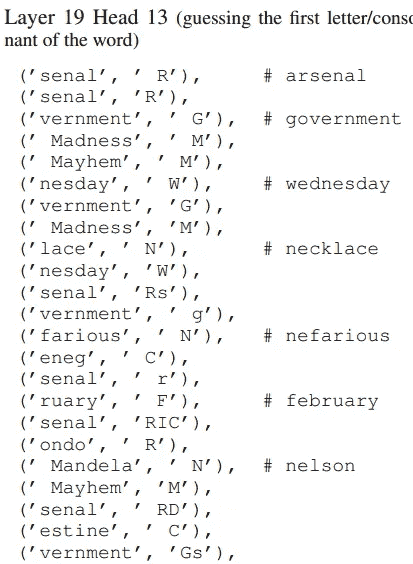 Layer 19 Head 13 (guessing the first letter/conso
nant of the word)
(’senal’, ’ R’), # arsenal
(’senal’, ’R’),
(’vernment’, ’ G’), # government
(’ Madness’, ’ M’),
(’ Mayhem’, ’ M’),
(’nesday’, ’ W’), # wednesday
(’vernment’, ’G’),
(’ Madness’, ’M’),
(’lace’, ’ N’), # necklace
(’nesday’, ’W’),
(’senal’, ’Rs’),
(’vernment’, ’ g’),
(’farious’, ’ N’), # nefarious
(’eneg’, ’ C’),
(’senal’, ’ r’),
(’ruary’, ’ F’), # february
(’senal’, ’RIC’),
(’ondo’, ’ R’),
(’ Mandela’, ’ N’), # nelson
(’ Mayhem’, ’M’),
(’senal’, ’ RD’),
(’estine’, ’ C’),
(’vernment’, ’Gs’),